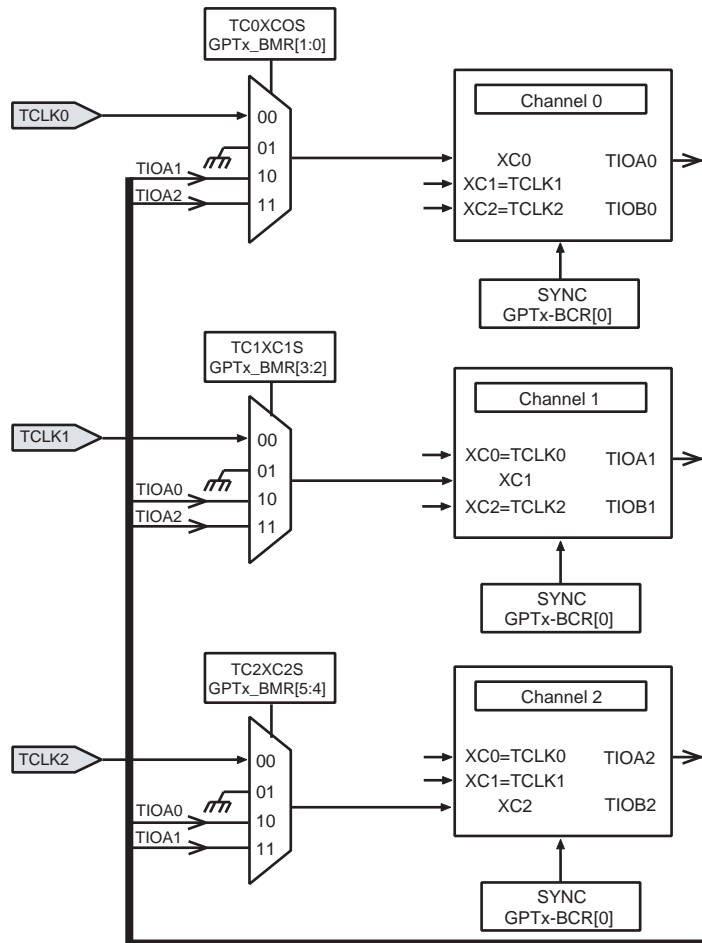 TC0XCOS
GPTx_BMR[1:0]
TCLK0
00
01
10
11
TIOA1
TIOA2
Channel 0
XC0
TIOA0
XC1=TCLK1
XC2=TCLK2
TIOB0
SYNC
GPTx-BCR[0]
TC1XC1S
GPTx_BMR[3:2]
TCLK1
00
01
10
11
TIOA0
TIOA2
Channel 1
XC0=TCLK0
TIOA1
XC1
XC2=TCLK2
TIOB1
SYNC
GPTx-BCR[0]
TC2XC2S
GPTx_BMR[5:4]
TCLK2
00
01
10
11
TIOA0
TIOA1
Channel 2
XC0=TCLK0
TIOA2
XC1=TCLK1
XC2
TIOB2
SYNC
GPTx-BCR[0]